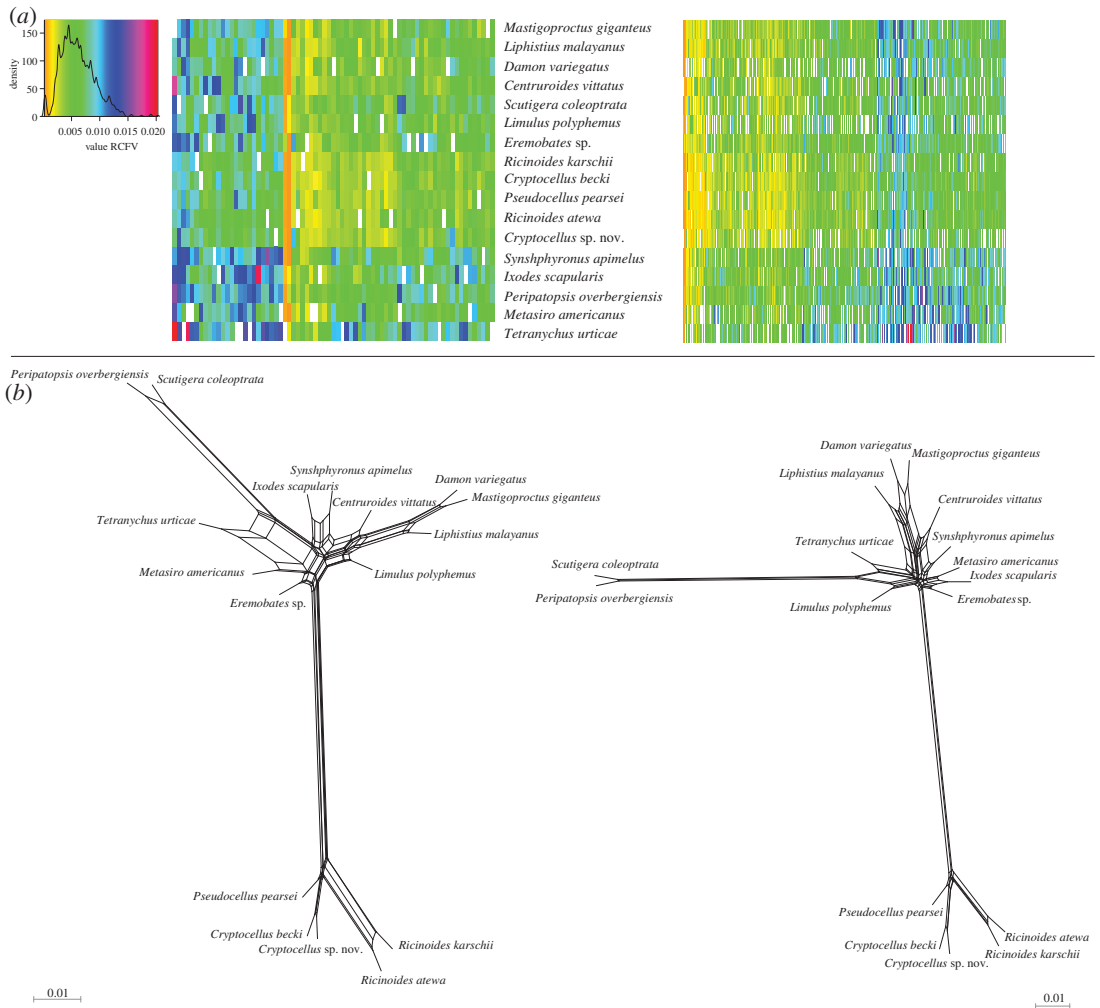 (a)
150
100
50
0
density
0.005 0.010 0.015 0.020
value RCFV
Mastigoproctus giganteus
Liphistius malayanus
Damon variegatus
Centruroides vittatus
Scutigera coleoptrata
Limulus polyphemus
Eremobates sp.
Ricinoides karschii
Cryptocellus becki
Pseudocellus pearsei
Ricinoides atewa
Cryptocellus sp. nov.
Synshphyronus apimelus
Ixodes scapularis
Peripatopsis overbergiensis
Metasiro americanus
Tetranychus urticae
(b)
Peripatopsis overbergiensis
Scutigera coleoptrata
Synshphyronus apimelus
Ixodes scapularis
Centruroides vittatus
Damon variegatus
Mastigoproctus giganteus
Tetranychus urticae
Liphistius malayanus
Metasiro americanus
Limulus polyphemus
Eremobates sp.
Pseudocellus pearsei
Cryptocellus becki
Cryptocellus sp. nov.
Ricinoides karschii
Ricinoides atewa
0.01
Damon variegatus
Mastigoproctus giganteus
Liphistius malayanus
Centruroides vittatus
Tetranychus urticae
Synshphyronus apimelus
Scutigera coleoptrata
Metasiro americanus
Ixodes scapularis
Peripatopsis overbergiensis
Limulus polyphemus
Eremobates sp.
Pseudocellus pearsei
Ricinoides atewa
Cryptocellus becki
Ricinoides karschii
Cryptocellus sp. nov.
0.01